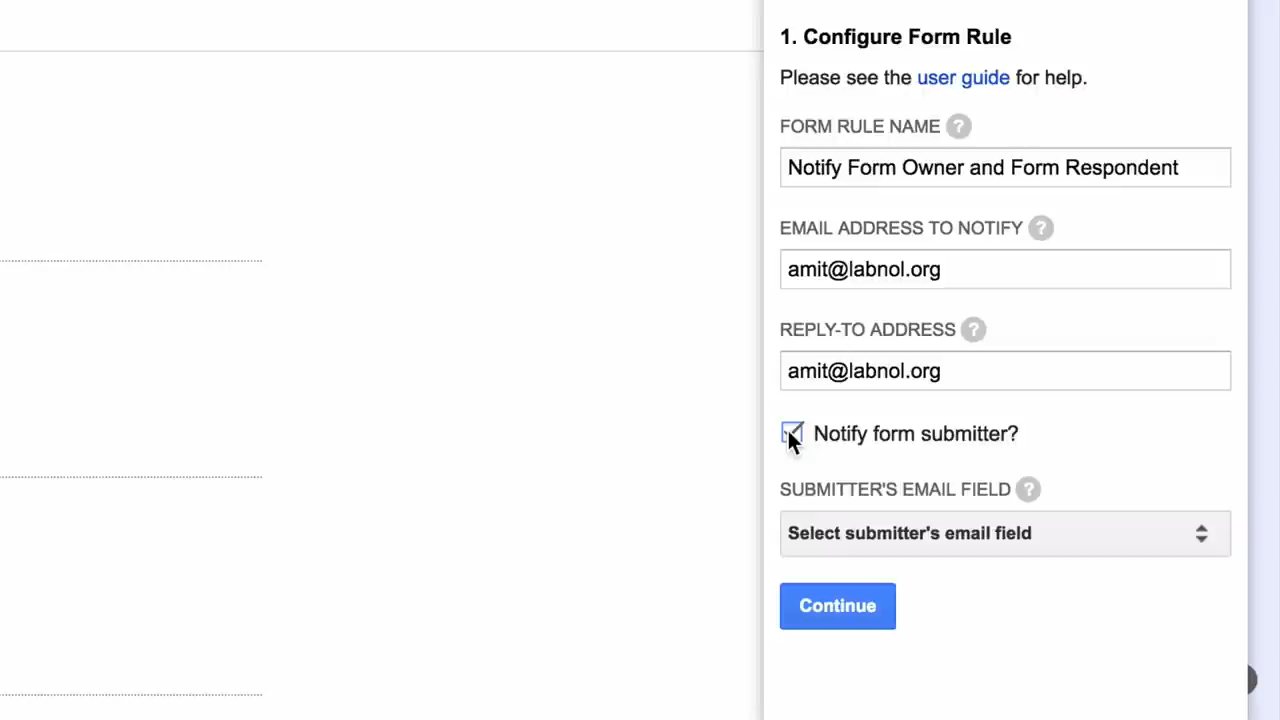 1. Configure Form Rule
Please see the user guide for help.
FORM RULE NAME ?
Notify Form Owner and Form Respondent
EMAIL ADDRESS TO NOTIFY ?
amit@labnol.org
REPLY-TO ADDRESS ?
amit@labnol.org
Notify form submitter?
SUBMITTER'S EMAIL FIELD ?
Select submitter's email field
Continue